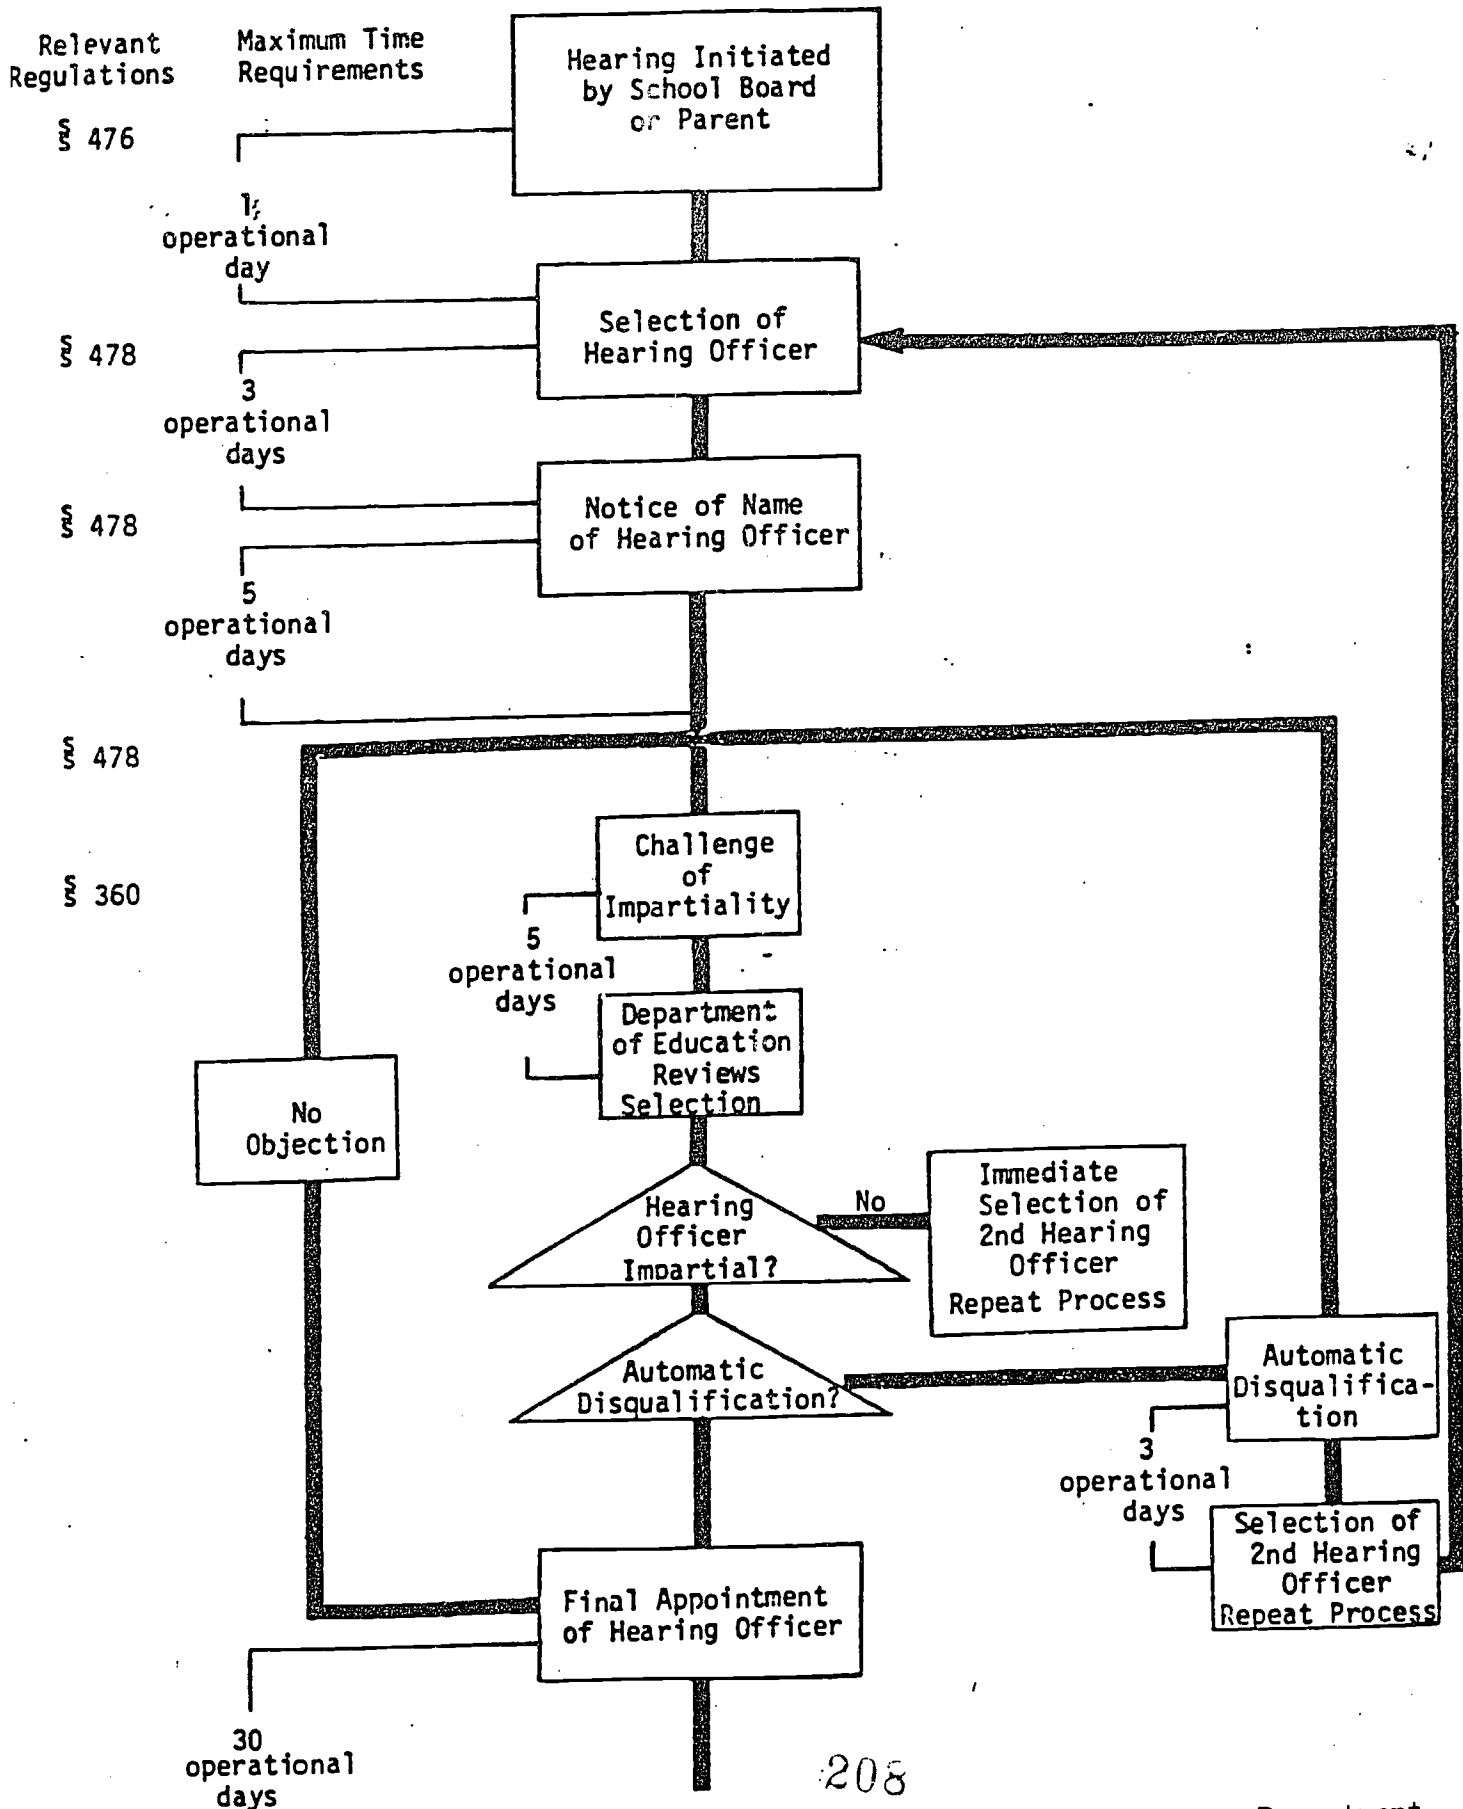 Relevant
Regulations
Maximum Time
Requirements
Hearing Initiated
by School Board
or Parent
§ 476
1
operational
day
Selection of
Hearing Officer
§ 478
3
operational
days
Notice of Name
of Hearing Officer
§ 478
5
operational
days
§ 478
Challenge
of
Impartiality
§ 360
5
operational
days
Department
of Education
Reviews
Selection
No
Objection
Hearing
Officer
Impartial?
No
Immediate
Selection of
2nd Hearing
Officer
Repeat Process
Automatic
Disqualification?
Automatic
Disqualifica-
tion
3
operational
days
Selection of
2nd Hearing
Officer
Repeat Process
Final Appointment
of Hearing Officer
30
operational
days
208